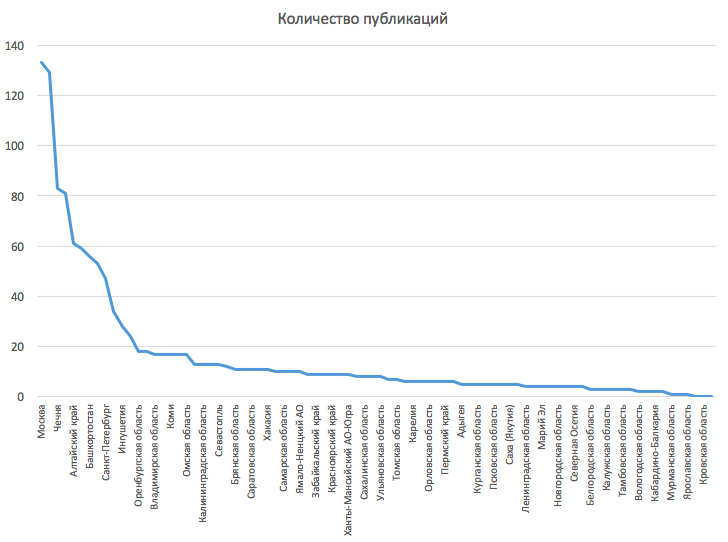 Количество публикаций
140
120
100
80
60
40
20
0
Москва
Чечня
Алтайский край
Башкортостан
Санкт-Петербург
Ингушетия
Оренбургская область
Владимирская область
Коми
Омская область
Калининградская область
Севастополь
Брянская область
Саратовская область
Хакасия
Самарская область
Ямало-Ненцкий АО
Забайкальский край
Красноярский край
Ханты-Мансийский АО-Югра
Сахалинская область
Ульяновская область
Томская область
Карелия
Орловская область
Пермский край
Адыгея
Курганская область
Псковская область
Саха (Якутия)
Ленинградская область
Марий Эл
Новгородская область
Северная Осетия
Белгородская область
Калужская область
Тамбовская область
Вологодская область
Кабардино-Балкария
Мурманская область
Ярославская область
Кровская область